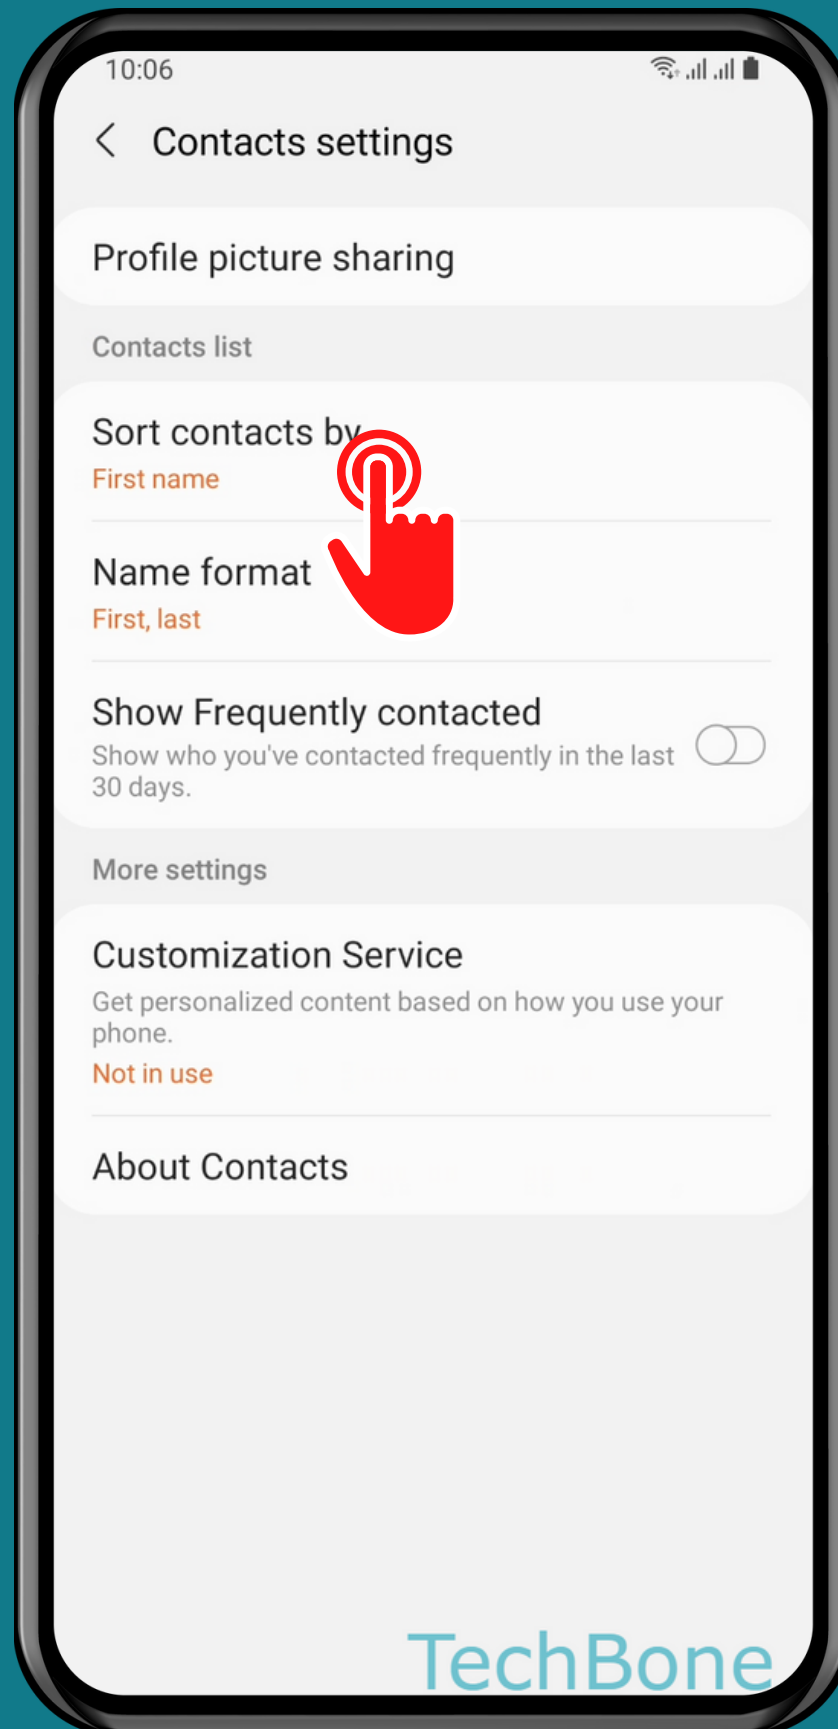 10:06
Contacts settings
Profile picture sharing
Contacts list
Sort contacts by
First name
Name format
First, last
Show Frequently contacted
Show who you've contacted frequently in the last
30 days.
More settings
Customization Service
Get personalized content based on how you use your
phone.
Not in use
About Contacts
TechBone